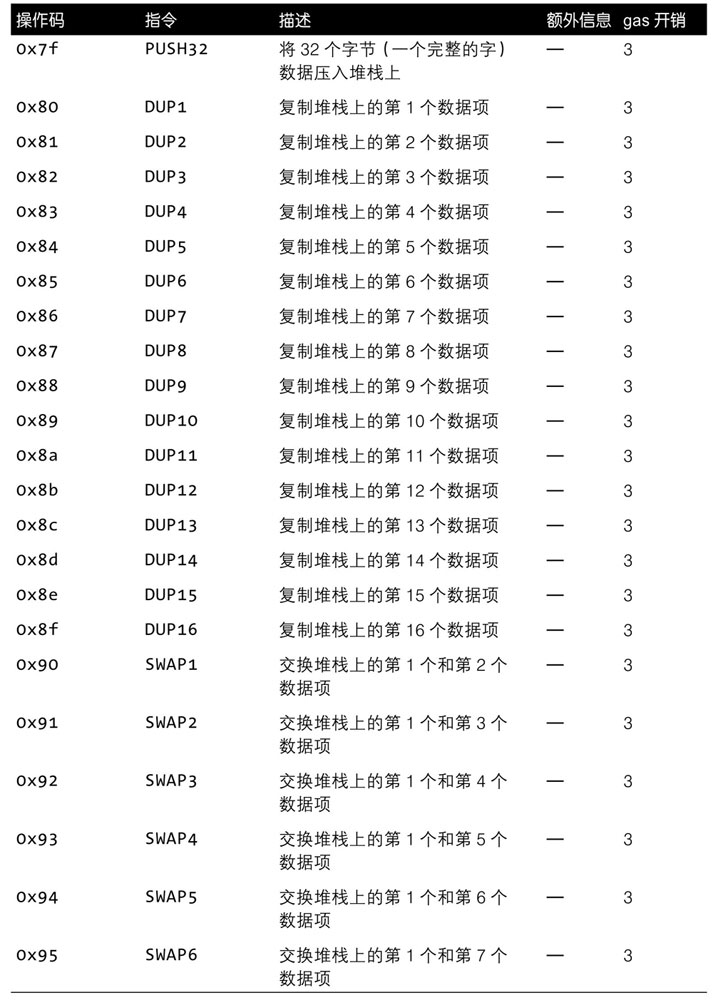 操作码 指令 描述 额外信息 gas 开销
0x7f PUSH32 将 32 个字节（一个完整的字） — 3
数据压入堆栈上
0x80 DUP1 复制堆栈上的第 1 个数据项 — 3
0x81 DUP2 复制堆栈上的第 2 个数据项 — 3
0x82 DUP3 复制堆栈上的第 3 个数据项 — 3
0x83 DUP4 复制堆栈上的第 4 个数据项 — 3
0x84 DUP5 复制堆栈上的第 5 个数据项 — 3
0x85 DUP6 复制堆栈上的第 6 个数据项 — 3
0x86 DUP7 复制堆栈上的第 7 个数据项 — 3
0x87 DUP8 复制堆栈上的第 8 个数据项 — 3
0x88 DUP9 复制堆栈上的第 9 个数据项 — 3
0x89 DUP10 复制堆栈上的第 10 个数据项 — 3
0x8a DUP11 复制堆栈上的第 11 个数据项 — 3
0x8b DUP12 复制堆栈上的第 12 个数据项 — 3
0x8c DUP13 复制堆栈上的第 13 个数据项 — 3
0x8d DUP14 复制堆栈上的第 14 个数据项 — 3
0x8e DUP15 复制堆栈上的第 15 个数据项 — 3
0x8f DUP16 复制堆栈上的第 16 个数据项 — 3
0x90 SWAP1 交换堆栈上的第 1 个和第 2 个 — 3
数据项
0x91 SWAP2 交换堆栈上的第 1 个和第 3 个 — 3
数据项
0x92 SWAP3 交换堆栈上的第 1 个和第 4 个 — 3
数据项
0x93 SWAP4 交换堆栈上的第 1 个和第 5 个 — 3
数据项
0x94 SWAP5 交换堆栈上的第 1 个和第 6 个 — 3
数据项
0x95 SWAP6 交换堆栈上的第 1 个和第 7 个 — 3
数据项